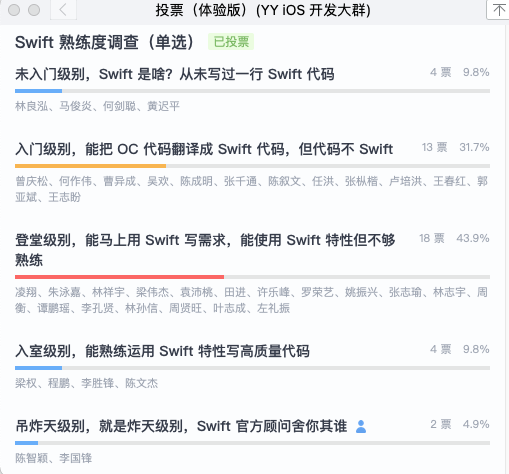 投票（体验版）(YY iOS 开发大群)
Swift 熟练度调查（单选） 已投票
未入门级别，Swift 是啥？从未写过一行 Swift 代码 4 票 9.8%
林良泓、马俊炎、何剑聪、黄迟平
入门级别，能把 OC 代码翻译成 Swift 代码，但代码不 Swift 13 票 31.7%
曾庆松、何作伟、曹异成、吴欢、陈成明、张千通、陈叙文、任洪、张枞楷、卢培洪、王春红、郭
亚斌、王志盼
登堂级别，能马上用 Swift 写需求，能使用 Swift 特性但不够 18 票 43.9%
熟练
凌翔、朱泳嘉、林祥宇、梁伟杰、袁沛桃、田进、许乐峰、罗荣艺、姚振兴、张志瑜、林志宇、周
衡、谭鹏瑶、李孔贤、林孙信、周贤旺、叶志成、左礼振
入室级别，能熟练运用 Swift 特性写高质量代码 4 票 9.8%
梁权、程鹏、李胜锋、陈文杰
吊炸天级别，就是炸天级别，Swift 官方顾问舍你其谁 2 票 4.9%
陈智颖、李国锋